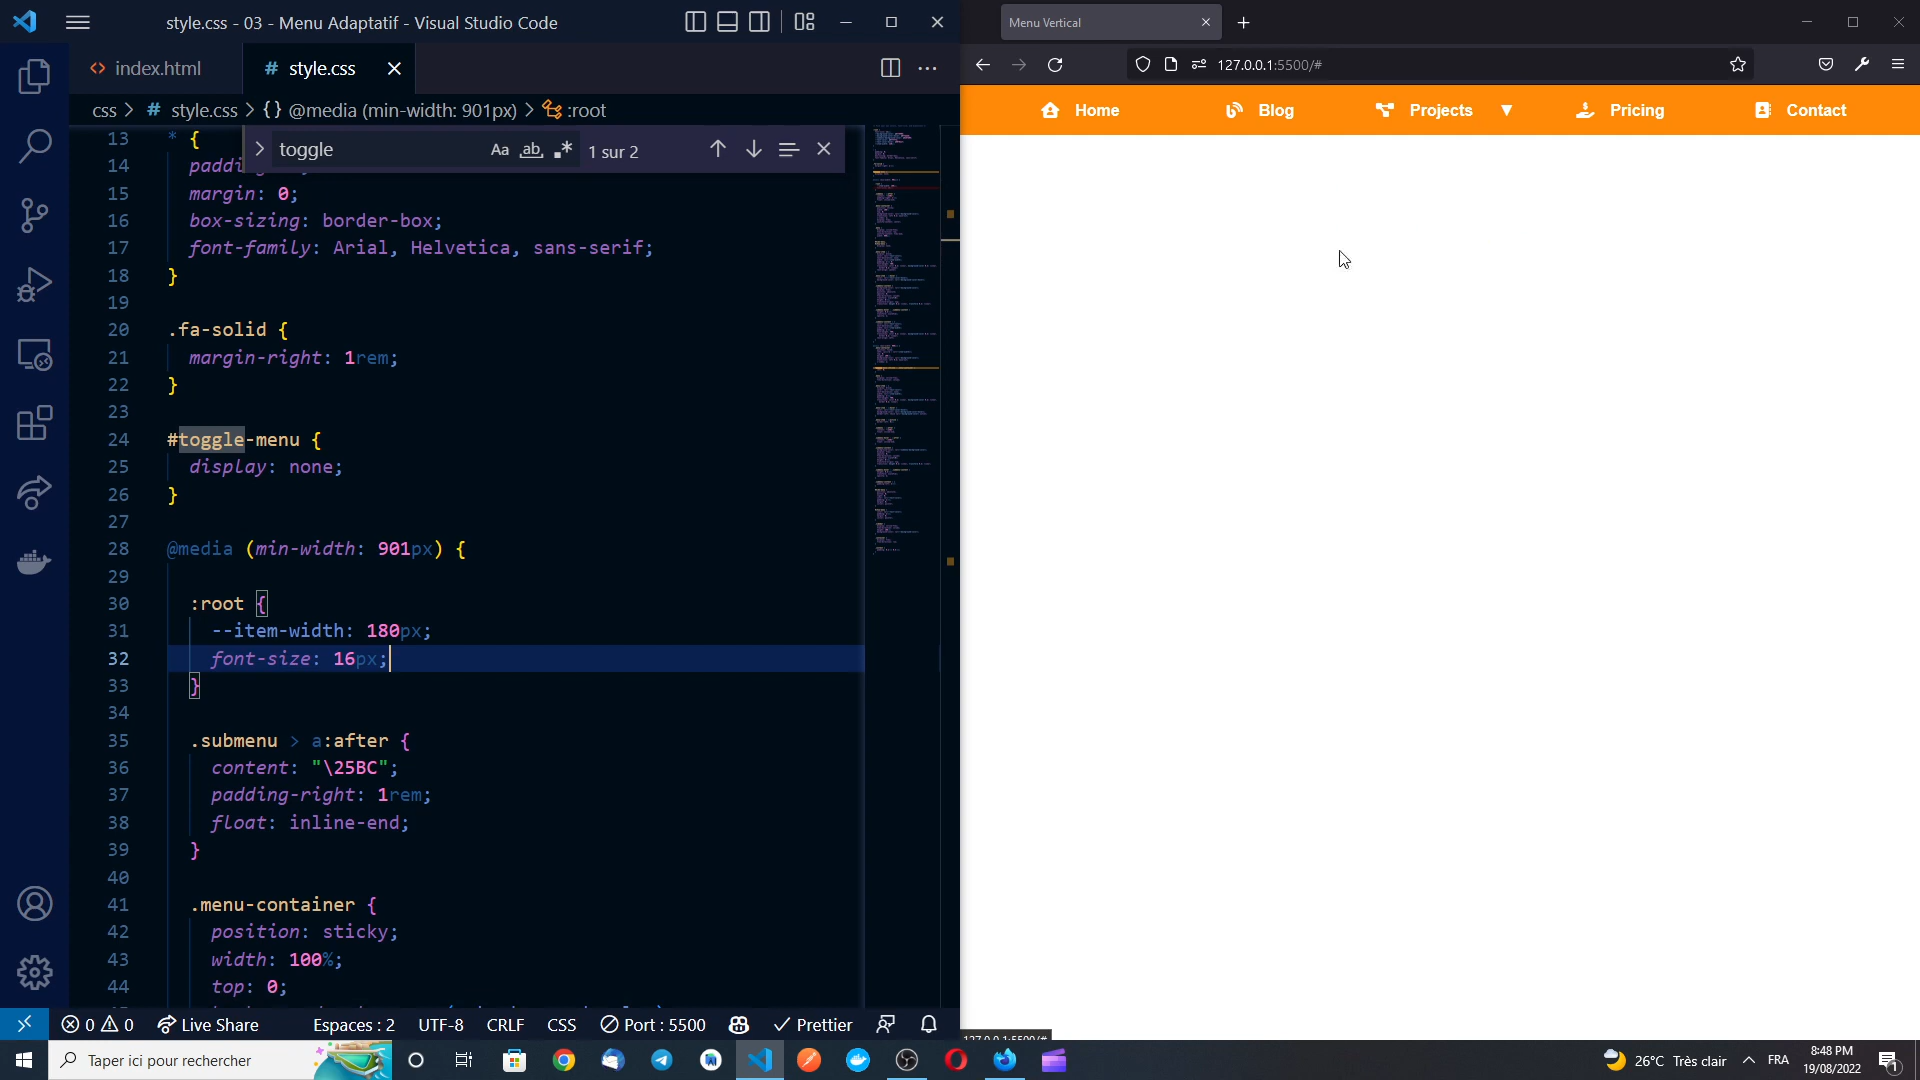 style.css - 03 - Menu Adaptatif - Visual Studio Code
index.html
# style.css
css > # style.css > {} @media (min-width: 901px) > :root
toggle
Aa ab, .* 1 sur 2
13 * {
14
15 margin: 0;
16 box-sizing: border-box;
17 font-family: Arial, Helvetica, sans-serif;
18 }
19
20 .fa-solid {
21 margin-right: 1rem;
22 }
23
24 #toggle-menu {
25 display: none;
26 }
27
28 @media (min-width: 901px) {
29
30 :root {
31 --item-width: 180px;
32 font-size: 16px;
33 }
34
35 .submenu > a:after {
36 content: "\25BC";
37 padding-right: 1rem;
38 float: inline-end;
39 }
40
41 .menu-container {
42 position: sticky;
43 width: 100%;
44 top: 0;
0 0 Live Share Espaces : 2 UTF-8 CRLF CSS Port : 5500 Prettier
Menu Vertical
127.0.0.1:5500/#
Home Blog Projects ▼ Pricing Contact
127.0.0.1:5500/#
Taper ici pour rechercher
26°C Très clair FRA 8:48 PM
19/08/2022
1